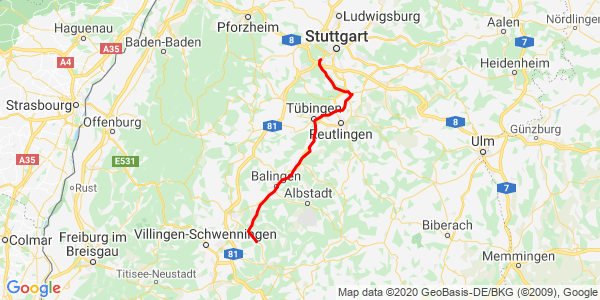 Haguenau
Pforzheim
Ludwigsburg
Aalen
Nördlingen
A35
8
Stuttgart
Baden-Baden
A4
Heidenheim
7
Strasbourg
Tübingen
Offenburg
81
Reutlingen
8
Günzburg
A35
E531
Ulm
Rust
Balingen
Albstadt
7
Biberach
Colmar
Villingen-Schwenningen
Freiburg im
Breisgau
81
Memmingen
Titisee-Neustadt
Google
Map data ©2020 GeoBasis-DE/BKG (©2009), Google